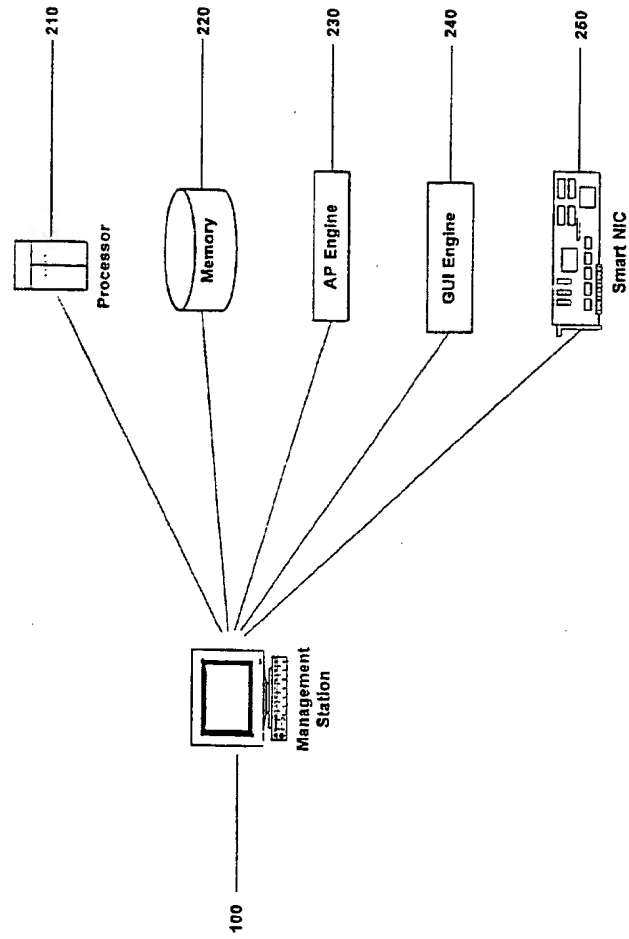 210
Processor
220
Memory
230
AP Engine
240
GUI Engine
250
Smart NIC
Management
Station
100